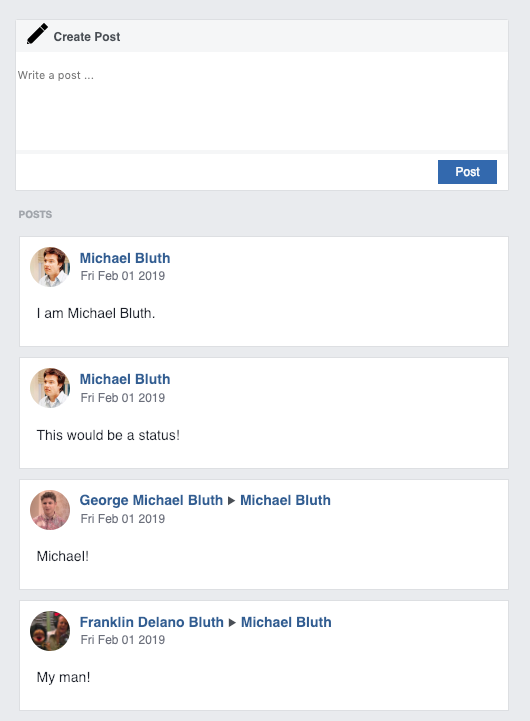 Create Post
Write a post ...
Post
POSTS
Michael Bluth
Fri Feb 01 2019
I am Michael Bluth.
Michael Bluth
Fri Feb 01 2019
This would be a status!
George Michael Bluth ▶ Michael Bluth
Fri Feb 01 2019
Michael!
Franklin Delano Bluth ▶ Michael Bluth
Fri Feb 01 2019
My man!